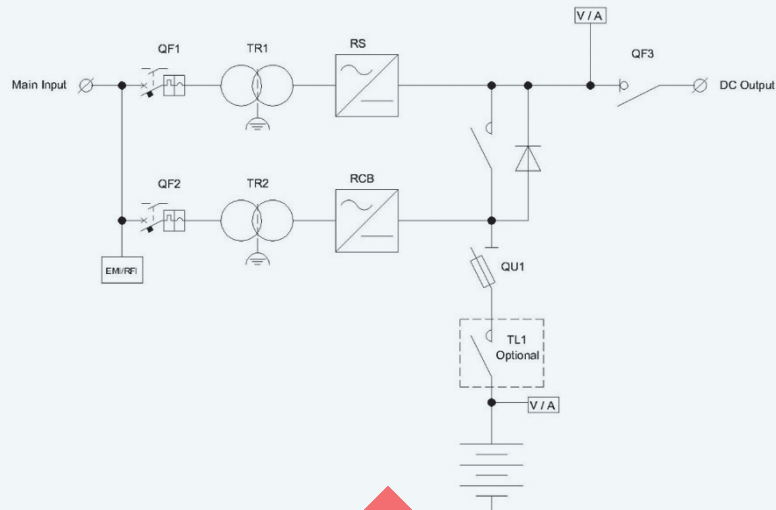 V / A
QF1
TR1
RS
QF3
Main Input
DC Output
QF2
TR2
RCB
EMI/RFI
QU1
TL1
Optional
V / A